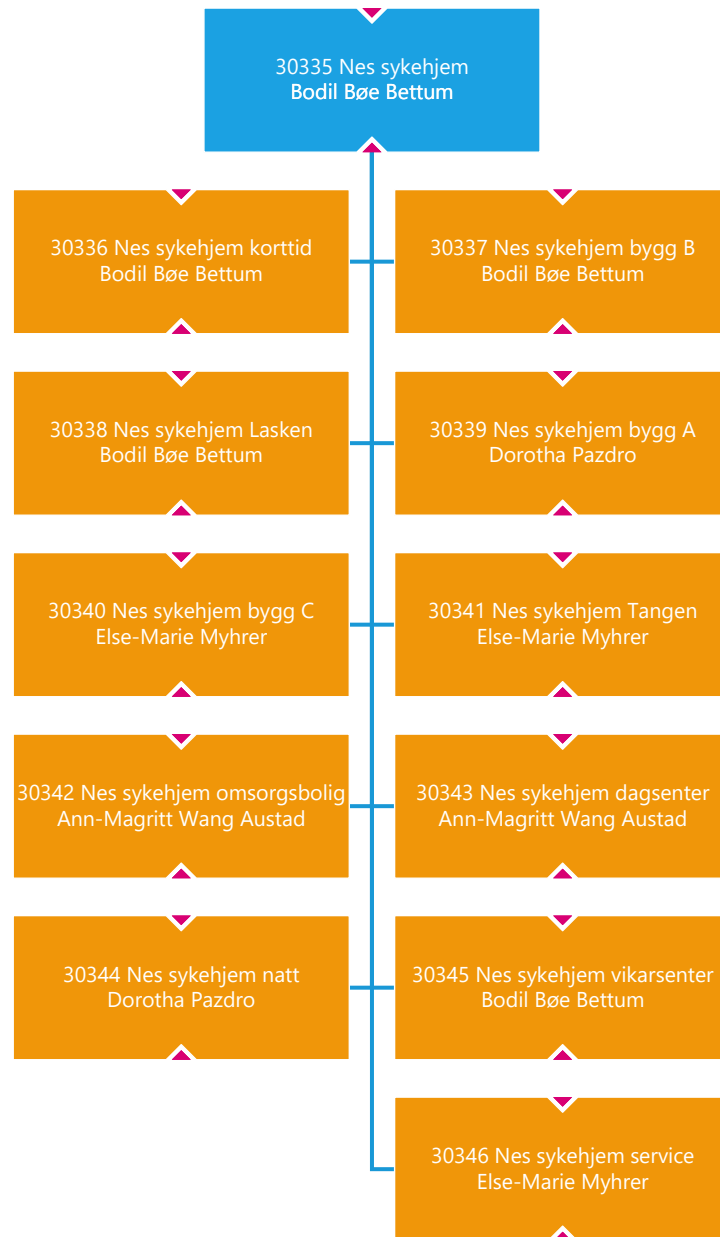 30335 Nes sykehjem
Bodil Bøe Bettum
30336 Nes sykehjem korttid
Bodil Bøe Bettum
30337 Nes sykehjem bygg B
Bodil Bøe Bettum
30338 Nes sykehjem Lasken
Bodil Bøe Bettum
30339 Nes sykehjem bygg A
Dorotha Pazdro
30340 Nes sykehjem bygg C
Else-Marie Myhrer
30341 Nes sykehjem Tangen
Else-Marie Myhrer
30342 Nes sykehjem omsorgsbolig
Ann-Magritt Wang Austad
30343 Nes sykehjem dagsenter
Ann-Magritt Wang Austad
30344 Nes sykehjem natt
Dorotha Pazdro
30345 Nes sykehjem vikarsenter
Bodil Bøe Bettum
30346 Nes sykehjem service
Else-Marie Myhrer